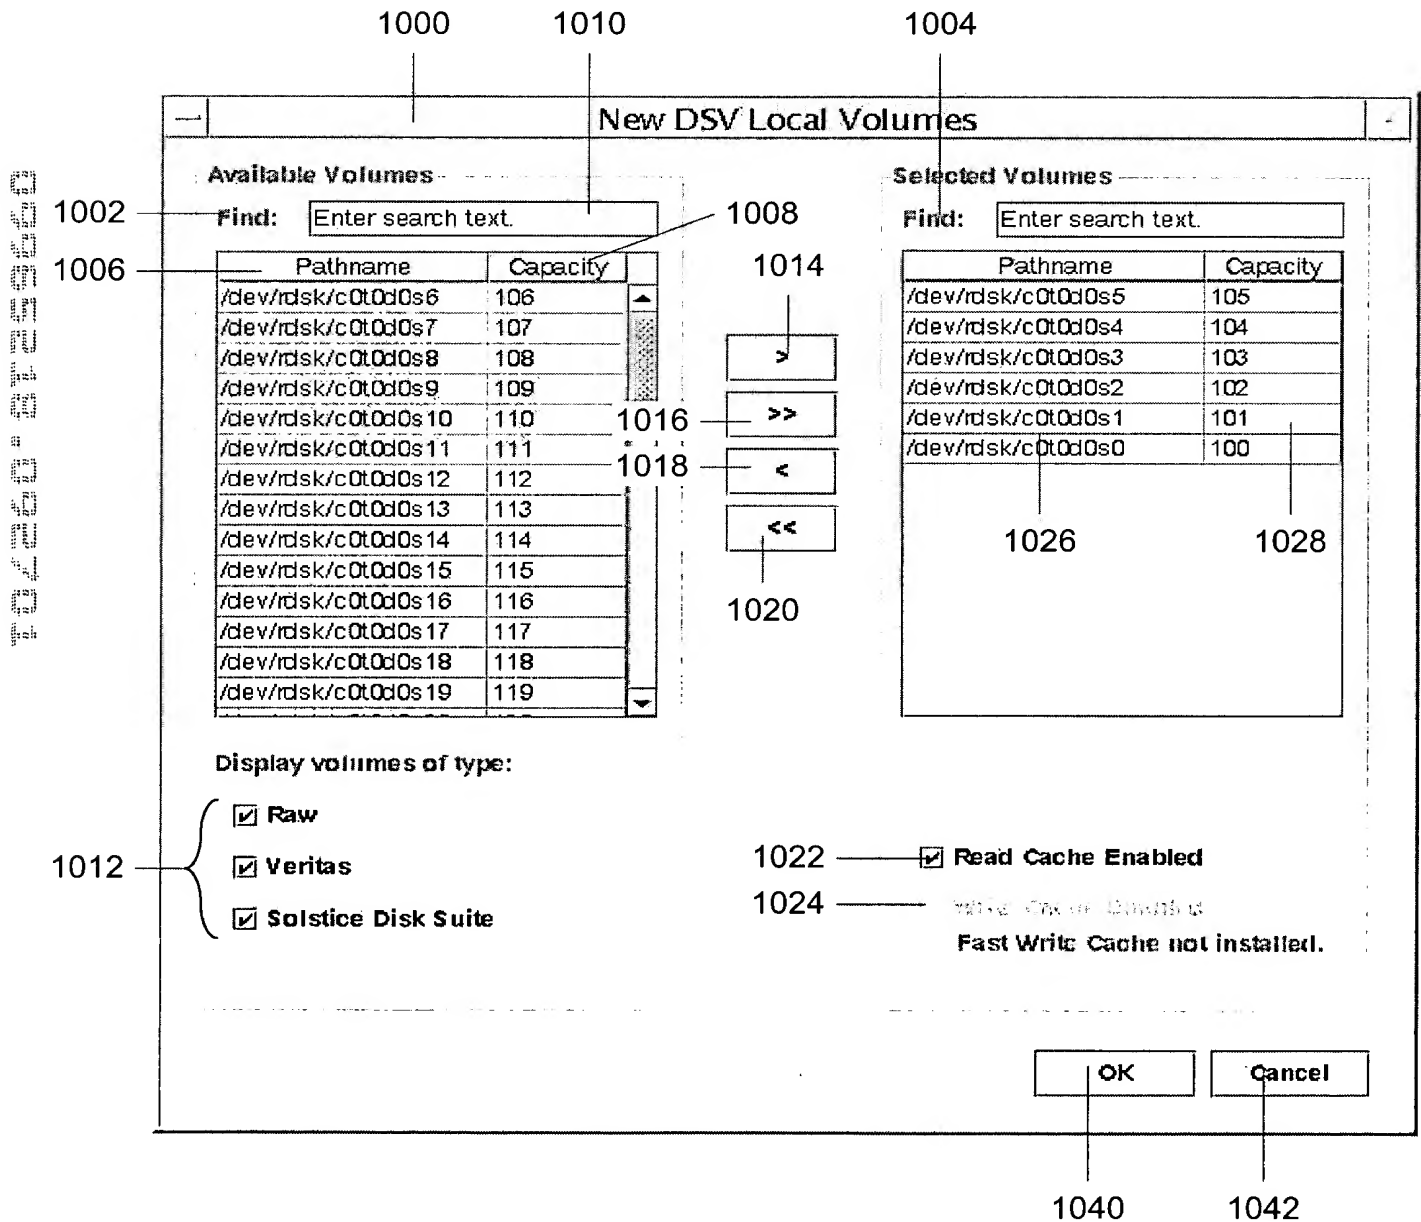 1000 1010 1004
New DSV Local Volumes
Available Volumes
Selected Volumes
1002 Find: Enter search text. 1008
Find: Enter search text.
1006 Pathname Capacity 1014
Pathname Capacity
/dev/rdsk/c0t0d0s6 106
/dev/rdsk/c0t0d0s7 107
/dev/rdsk/c0t0d0s8 108
/dev/rdsk/c0t0d0s9 109
/dev/rdsk/c0t0d0s10 110
/dev/rdsk/c0t0d0s11 111
/dev/rdsk/c0t0d0s12 112
/dev/rdsk/c0t0d0s13 113
/dev/rdsk/c0t0d0s14 114
/dev/rdsk/c0t0d0s15 115
/dev/rdsk/c0t0d0s16 116
/dev/rdsk/c0t0d0s17 117
/dev/rdsk/c0t0d0s18 118
/dev/rdsk/c0t0d0s19 119
>
1016 >>
1018 <
<<
1020
/dev/rdsk/c0t0d0s5 105
/dev/rdsk/c0t0d0s4 104
/dev/rdsk/c0t0d0s3 103
/dev/rdsk/c0t0d0s2 102
/dev/rdsk/c0t0d0s1 101
/dev/rdsk/c0t0d0s0 100
1026 1028
Display volumes of type:
Raw
1012 Veritas
Solstice Disk Suite
1022 Read Cache Enabled
1024 Cache
Fast Write Cache not installed.
OK Cancel
1040 1042